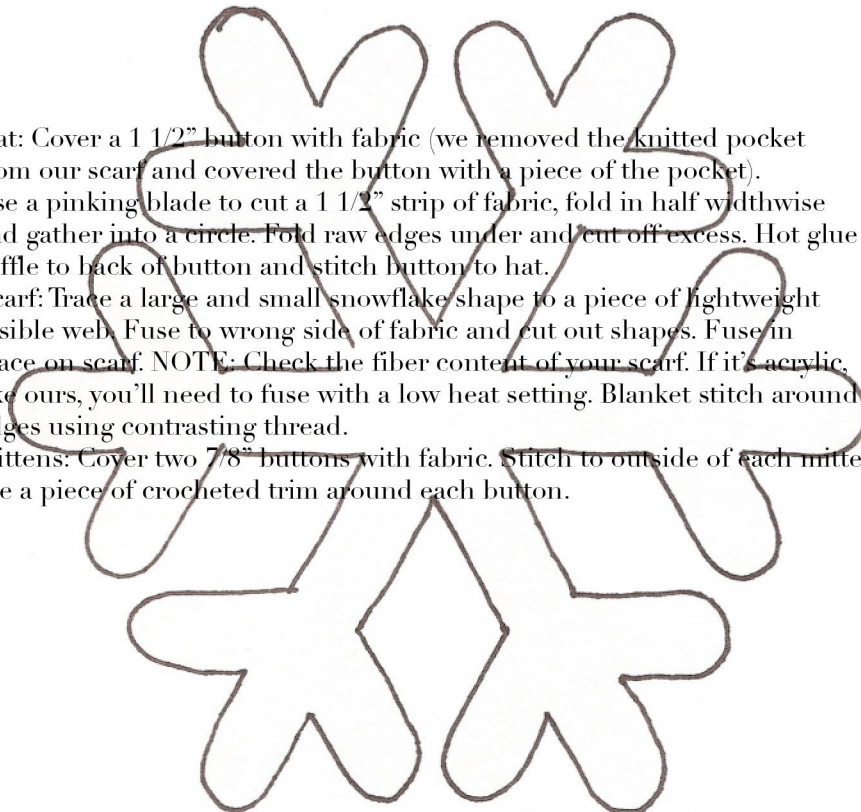 at: Cover a 1 1/2” button with fabric (we removed the knitted pocket
om our scarf and covered the button with a piece of the pocket).
se a pinking blade to cut a 1 1/2” strip of fabric, fold in half widthwise
nd gather into a circle. Fold raw edges under and cut off excess. Hot glue
ffle to back of button and stitch button to hat.
carf: Trace a large and small snowflake shape to a piece of lightweight
sible web. Fuse to wrong side of fabric and cut out shapes. Fuse in
ace on scarf. NOTE: Check the fiber content of your scarf. If it’s acrylic,
ke ours, you’ll need to fuse with a low heat setting. Blanket stitch around
dges using contrasting thread.
ittens: Cover two 7/8” buttons with fabric. Stitch to outside of each mitte
e a piece of crocheted trim around each button.